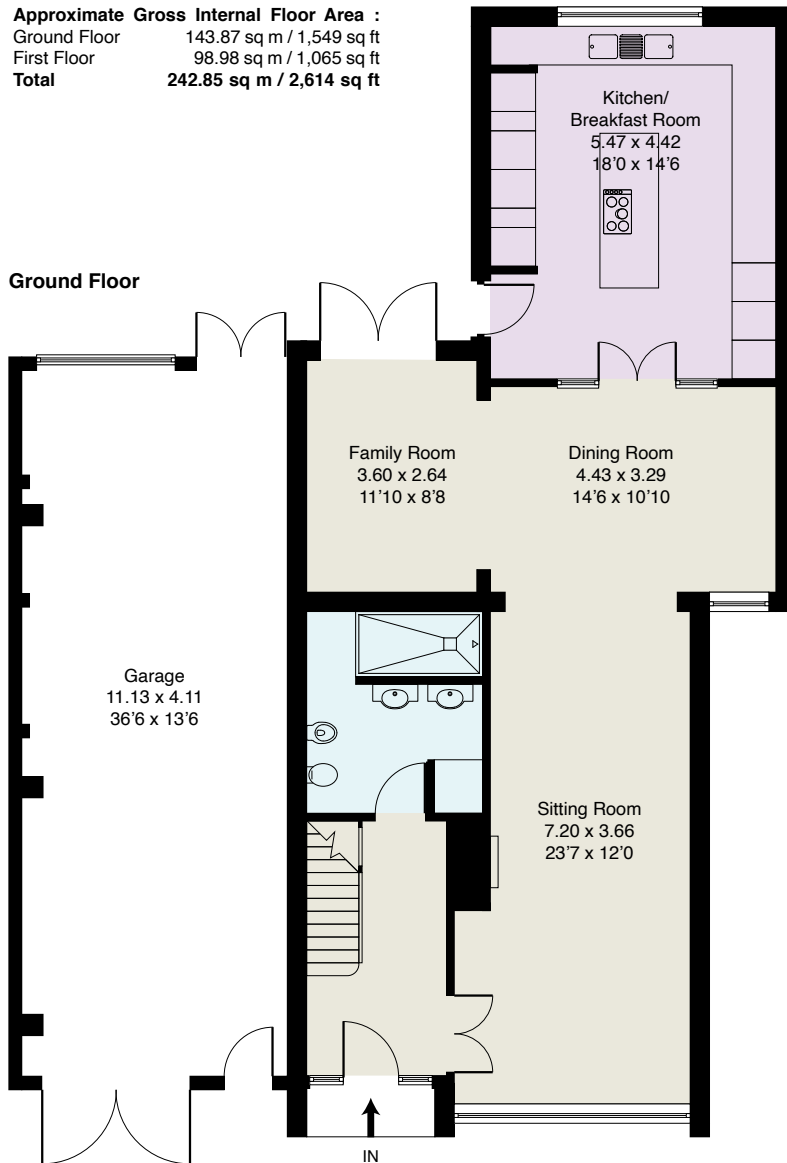 Approximate Gross Internal Floor Area :
Ground Floor 143.87 sq m / 1,549 sq ft
First Floor 98.98 sq m / 1,065 sq ft
Total 242.85 sq m / 2,614 sq ft
Kitchen/
Breakfast Room
5.47 x 4.42
18’0 x 14’6
Ground Floor
Family Room
3.60 x 2.64
11’10 x 8’8
Dining Room
4.43 x 3.29
14’6 x 10’10
Garage
11.13 x 4.11
36’6 x 13’6
Sitting Room
7.20 x 3.66
23’7 x 12’0
IN